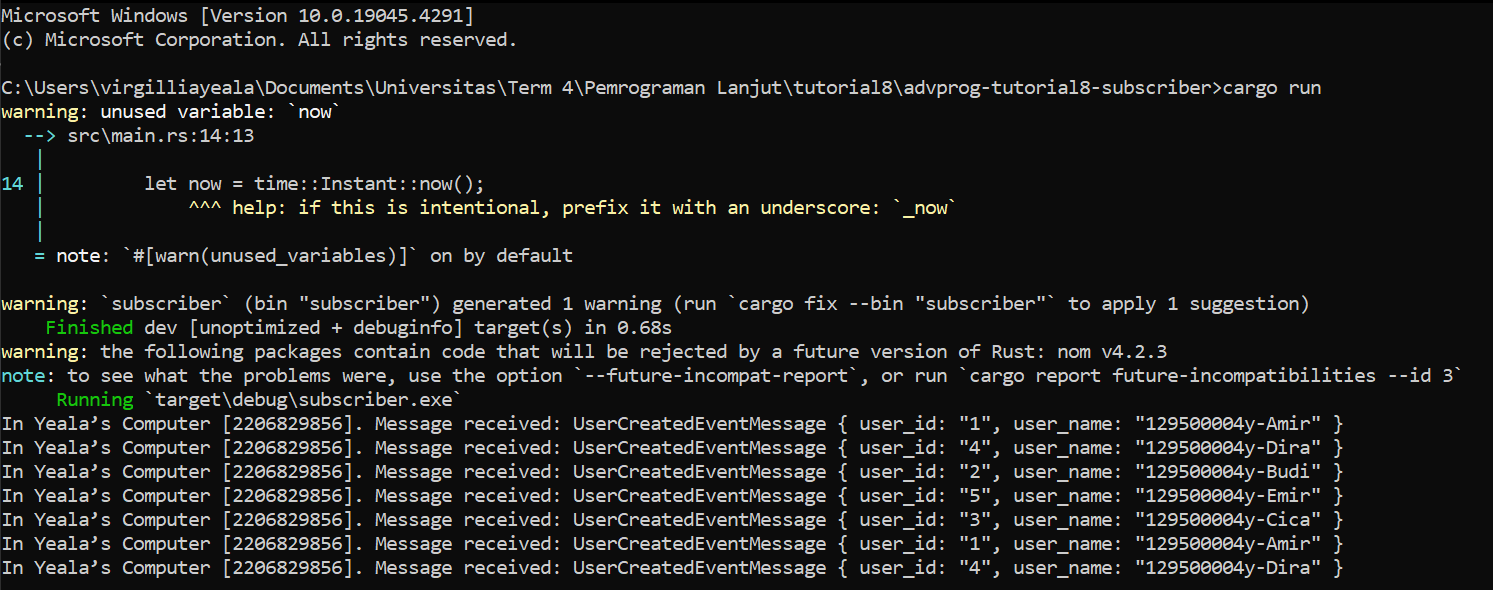 Microsoft Windows [Version 10.0.19045.4291]
(c) Microsoft Corporation. All rights reserved.
C:\Users\virgilliayeala\Documents\Universitas\Term 4\Pemrograman Lanjut\tutorial8\advprog-tutorial8-subscriber>cargo run
warning: unused variable: `now`
  --> src\main.rs:14:13
   |
14 |         let now = time::Instant::now();
   |             ^^^ help: if this is intentional, prefix it with an underscore: `_now`
   |
   = note: `#[warn(unused_variables)]` on by default
warning: `subscriber` (bin "subscriber") generated 1 warning (run `cargo fix --bin "subscriber"` to apply 1 suggestion)
    Finished dev [unoptimized + debuginfo] target(s) in 0.68s
warning: the following packages contain code that will be rejected by a future version of Rust: nom v4.2.3
note: to see what the problems were, use the option `--future-incompat-report`, or run `cargo report future-incompatibilities --id 3`
     Running `target\debug\subscriber.exe`
In Yeala’s Computer [2206829856]. Message received: UserCreatedEventMessage { user_id: "1", user_name: "129500004y-Amir" }
In Yeala’s Computer [2206829856]. Message received: UserCreatedEventMessage { user_id: "4", user_name: "129500004y-Dira" }
In Yeala’s Computer [2206829856]. Message received: UserCreatedEventMessage { user_id: "2", user_name: "129500004y-Budi" }
In Yeala’s Computer [2206829856]. Message received: UserCreatedEventMessage { user_id: "5", user_name: "129500004y-Emir" }
In Yeala’s Computer [2206829856]. Message received: UserCreatedEventMessage { user_id: "3", user_name: "129500004y-Cica" }
In Yeala’s Computer [2206829856]. Message received: UserCreatedEventMessage { user_id: "1", user_name: "129500004y-Amir" }
In Yeala’s Computer [2206829856]. Message received: UserCreatedEventMessage { user_id: "4", user_name: "129500004y-Dira" }